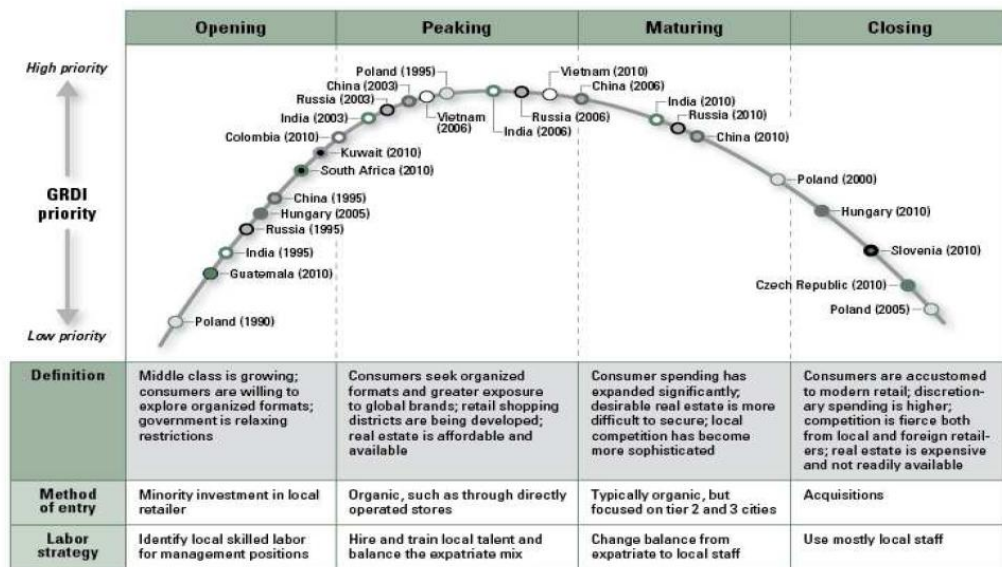 Opening Peaking Maturing Closing
High priority
GRDI
priority
Low priority
Poland (1990)
Guatemala (2010)
India (1995)
Russia (1995)
Hungary (2005)
China (1995)
South Africa (2010)
Kuwait (2010)
Colombia (2010)
India (2003)
Russia (2003)
China (2003)
Vietnam
(2006)
Poland (1995)
India (2006)
Russia (2006)
Vietnam (2010)
China (2006)
India (2010)
Russia (2010)
China (2010)
Poland (2000)
Hungary (2010)
Slovenia (2010)
Czech Republic (2010)
Poland (2005)
Definition
Middle class is growing;
consumers are willing to
explore organized formats;
government is relaxing
restrictions
Consumers seek organized
formats and greater exposure
to global brands; retail shopping
districts are being developed;
real estate is affordable and
available
Consumer spending has
expanded significantly;
desirable real estate is more
difficult to secure; local
competition has become
more sophisticated
Consumers are accustomed
to modern retail; discretion-
ary spending is higher;
competition is fierce both
from local and foreign retail-
ers; real estate is expensive
and not readily available
Method
of entry
Minority investment in local
retailer
Organic, such as through directly
operated stores
Typically organic, but
focused on tier 2 and 3 cities
Acquisitions
Labor
strategy
Identify local skilled labor
for management positions
Hire and train local talent and
balance the expatriate mix
Change balance from
expatriate to local staff
Use mostly local staff